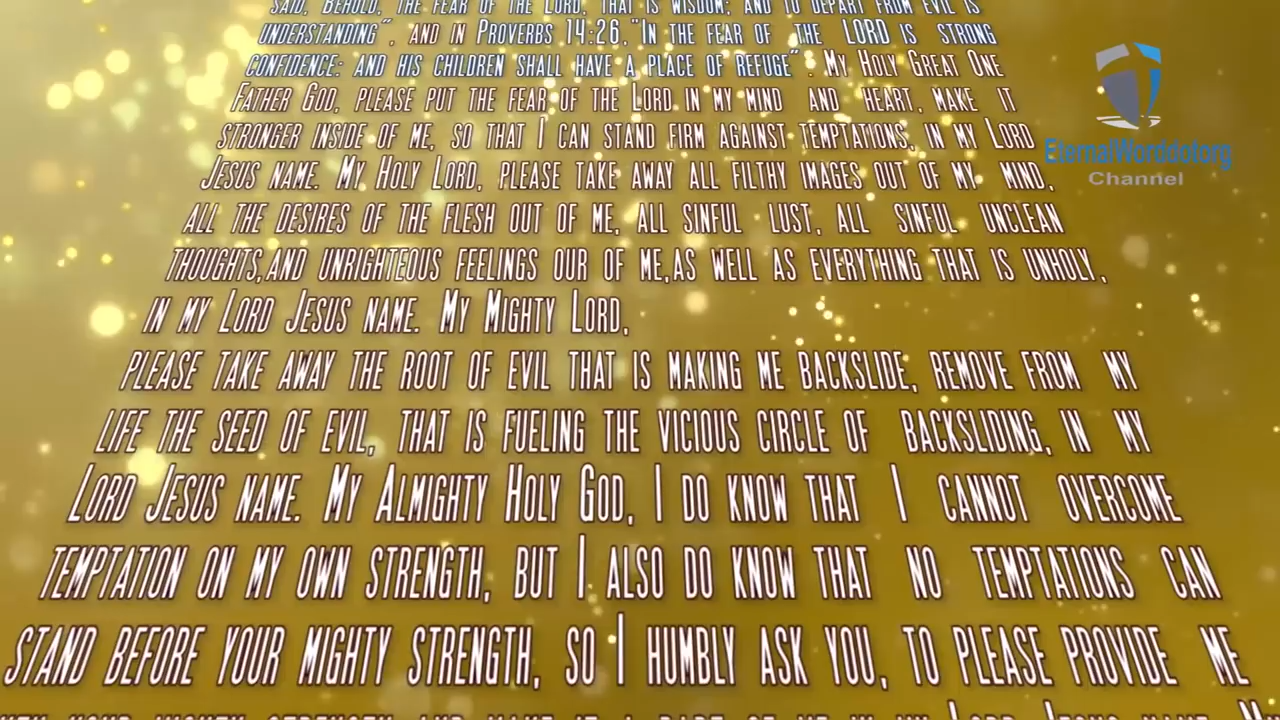 SAID, BEHOLD, THE FEAR OF THE LORD, THAT IS WISDOM; AND TO DEPART FROM EVIL IS
UNDERSTANDING", AND IN PROVERBS 14:26,"IN THE FEAR OF THE LORD IS STRONG
CONFIDENCE: AND HIS CHILDREN SHALL HAVE A PLACE OF REFUGE". MY HOLY GREAT ONE
FATHER GOD, PLEASE PUT THE FEAR OF THE LORD IN MY MIND AND HEART, MAKE IT
STRONGER INSIDE OF ME, SO THAT I CAN STAND FIRM AGAINST TEMPTATIONS, IN MY LORD
JESUS NAME. MY HOLY LORD, PLEASE TAKE AWAY ALL FILTHY IMAGES OUT OF MY MIND,
ALL THE DESIRES OF THE FLESH OUT OF ME, ALL SINFUL LUST, ALL SINFUL UNCLEAN
THOUGHTS,AND UNRIGHTEOUS FEELINGS OUR OF ME,AS WELL AS EVERYTHING THAT IS UNHOLY,
IN MY LORD JESUS NAME. MY MIGHTY LORD,
PLEASE TAKE AWAY THE ROOT OF EVIL THAT IS MAKING ME BACKSLIDE, REMOVE FROM MY
LIFE THE SEED OF EVIL, THAT IS FUELING THE VICIOUS CIRCLE OF BACKSLIDING, IN MY
LORD JESUS NAME. MY ALMIGHTY HOLY GOD, I DO KNOW THAT I CANNOT OVERCOME
TEMPTATION ON MY OWN STRENGTH, BUT I ALSO DO KNOW THAT NO TEMPTATIONS CAN
STAND BEFORE YOUR MIGHTY STRENGTH, SO I HUMBLY ASK YOU, TO PLEASE PROVIDE ME
EternalWorddotorg
Channel